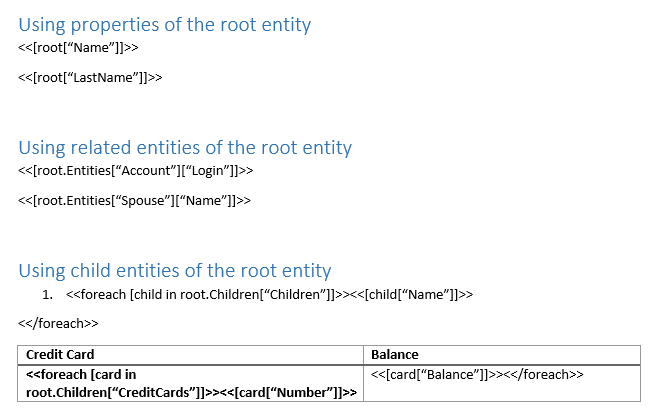 Using properties of the root entity
<<[root[“Name”]]>>
<<[root[“LastName”]]>>
Using related entities of the root entity
<<[root.Entities[“Account”][“Login”]]>>
<<[root.Entities[“Spouse”][“Name”]]>>
Using child entities of the root entity
1. <<foreach [child in root.Children[“Children”]]>><<[child[“Name”]]>>
<</foreach>>
Credit Card Balance
<<foreach [card in <<[card[“Balance”]]>><</foreach>>
root.Children[“CreditCards”]]>><<[card[“Number”]]>>